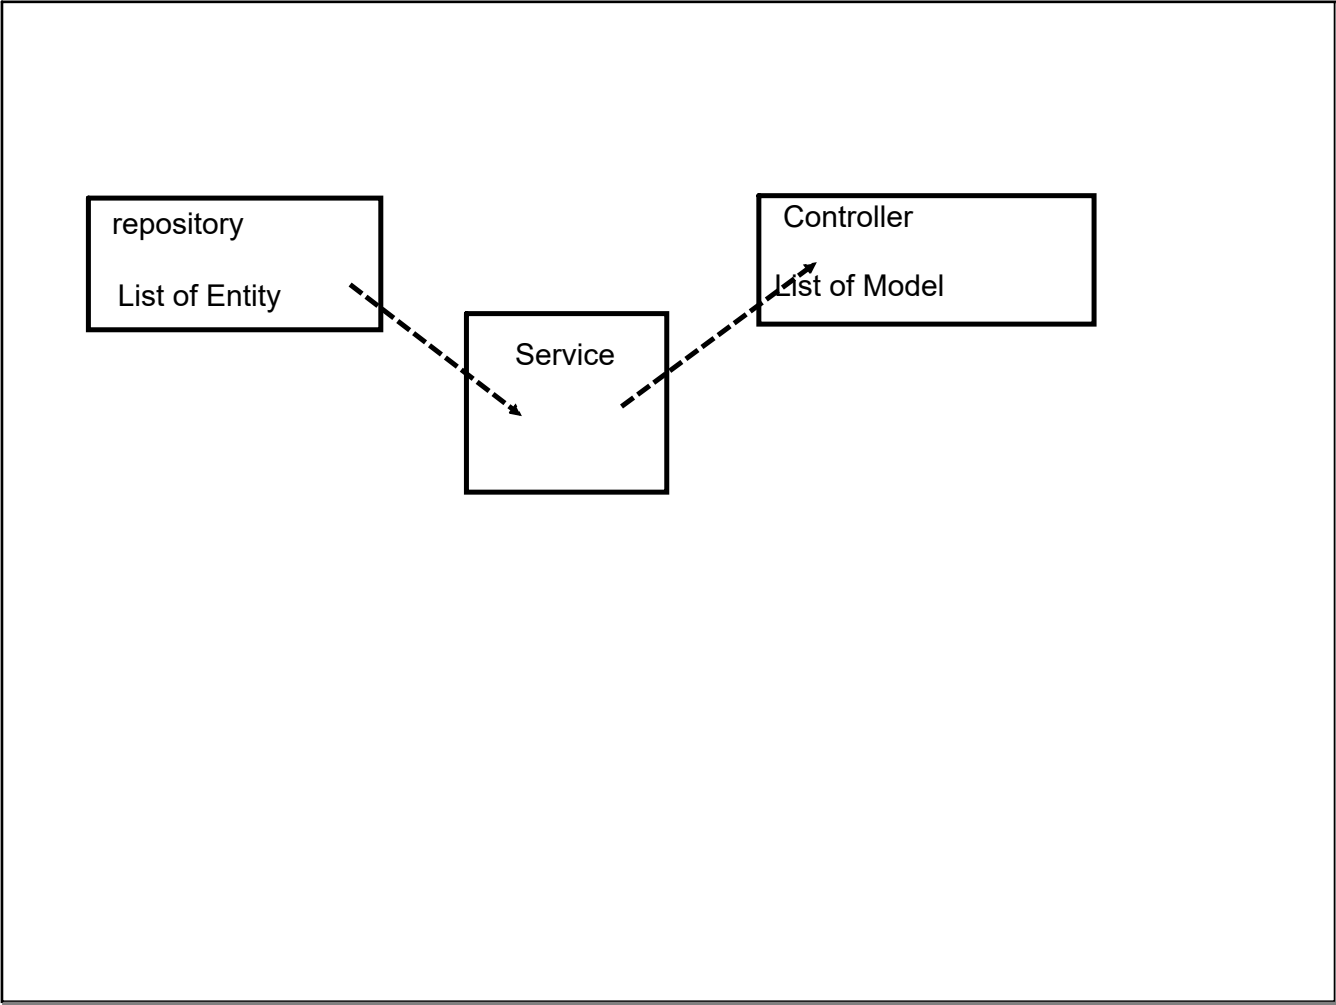 repository
List of Entity
Service
Controller
List of Model